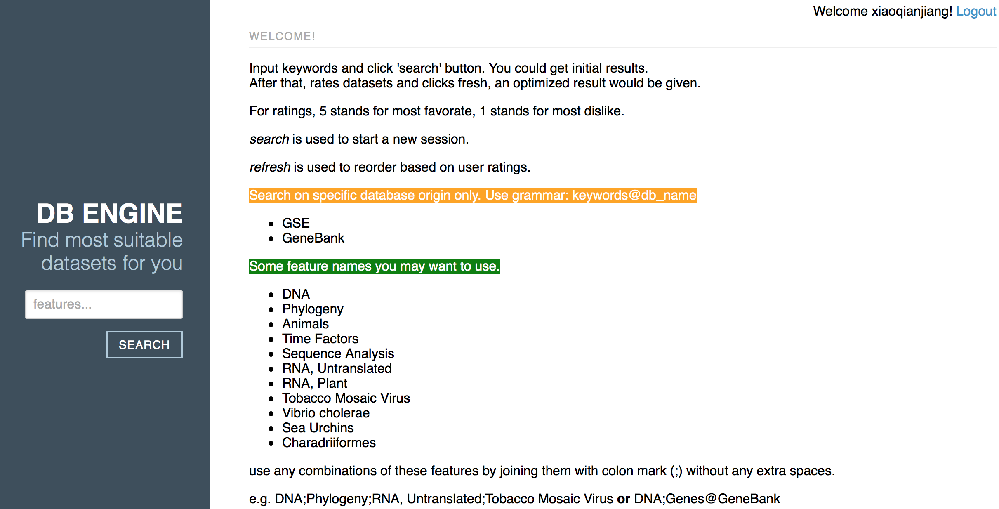 Welcome xiaoqianjiang! Logout
WELCOME!
Input keywords and click 'search' button. You could get initial results.
After that, rates datasets and clicks fresh, an optimized result would be given.
For ratings, 5 stands for most favorate, 1 stands for most dislike.
search is used to start a new session.
refresh is used to reorder based on user ratings.
Search on specific database origin only. Use grammar: keywords@db_name
GSE
GeneBank
Some feature names you may want to use.
DNA
Phylogeny
Animals
Time Factors
Sequence Analysis
RNA, Untranslated
RNA, Plant
Tobacco Mosaic Virus
Vibrio cholerae
Sea Urchins
Charadriiformes
use any combinations of these features by joining them with colon mark (;) without any extra spaces.
e.g. DNA;Phylogeny;RNA, Untranslated;Tobacco Mosaic Virus or DNA;Genes@GeneBank
DB ENGINE
Find most suitable
datasets for you
features...
SEARCH